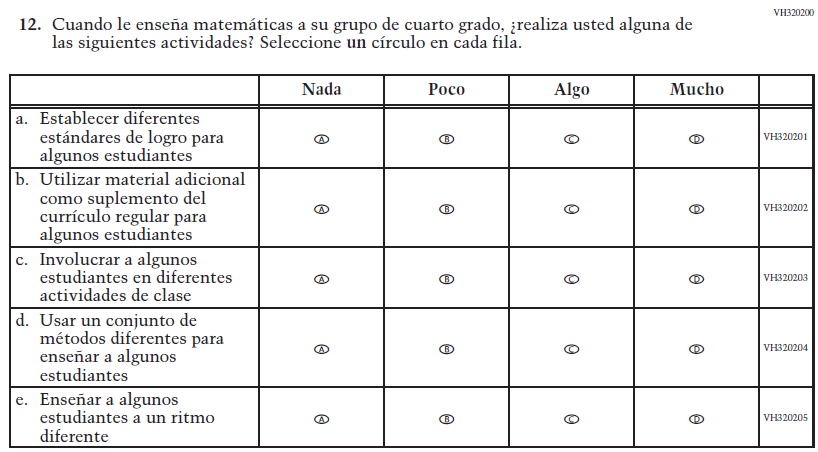 VH320200
12. Cuando le enseña matemáticas a su grupo de cuarto grado, ¿realiza usted alguna de
las siguientes actividades? Seleccione un círculo en cada fila.
Nada Poco Algo Mucho
a. Establecer diferentes
estándares de logro para
algunos estudiantes
A B C D VH320201
b. Utilizar material adicional
como suplemento del
currículo regular para
algunos estudiantes
A B C D VH320202
c. Involucrar a algunos
estudiantes en diferentes
actividades de clase
A B C D VH320203
d. Usar un conjunto de
métodos diferentes para
enseñar a algunos
estudiantes
A B C D VH320204
e. Enseñar a algunos
estudiantes a un ritmo
diferente
A B C D VH320205